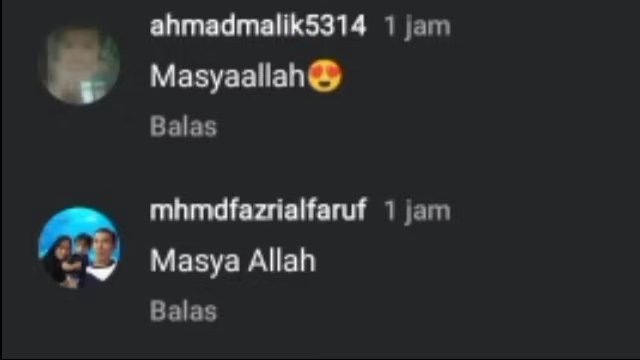 ahmadmalik5314 1 jam
Masyaallah😍
Balas
mhmdfazrialfaruf 1 jam
Masya Allah
Balas